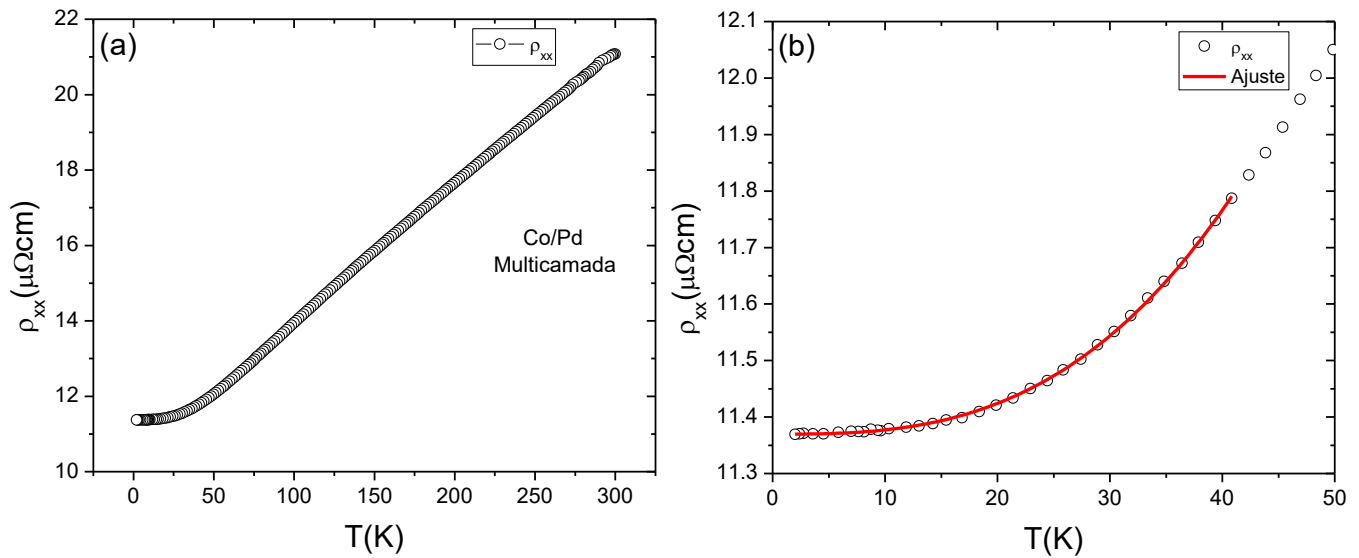 (a)
ρxx
Co/Pd
Multicamada
ρxx(μΩcm)
22
20
18
16
14
12
10
0 50 100 150 200 250 300
T(K)
(b)
ρxx
Ajuste
ρxx(μΩcm)
12.1
12.0
11.9
11.8
11.7
11.6
11.5
11.4
11.3
0 10 20 30 40 50
T(K)